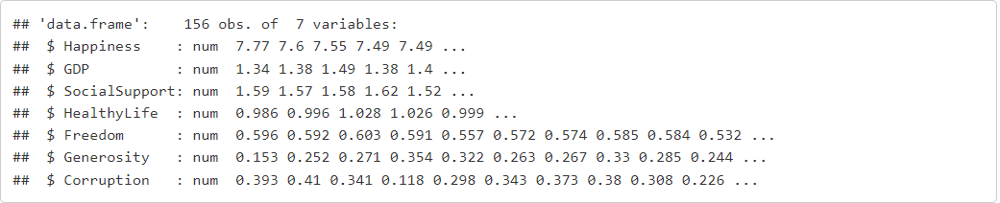 ## 'data.frame':    156 obs. of  7 variables:
##  $ Happiness    : num  7.77 7.6 7.55 7.49 7.49 ...
##  $ GDP          : num  1.34 1.38 1.49 1.38 1.4 ...
##  $ SocialSupport: num  1.59 1.57 1.58 1.62 1.52 ...
##  $ HealthyLife  : num  0.986 0.996 1.028 1.026 0.999 ...
##  $ Freedom      : num  0.596 0.592 0.603 0.591 0.557 0.572 0.574 0.585 0.584 0.532 ...
##  $ Generosity   : num  0.153 0.252 0.271 0.354 0.322 0.263 0.267 0.33 0.285 0.244 ...
##  $ Corruption   : num  0.393 0.41 0.341 0.118 0.298 0.343 0.373 0.38 0.308 0.226 ...